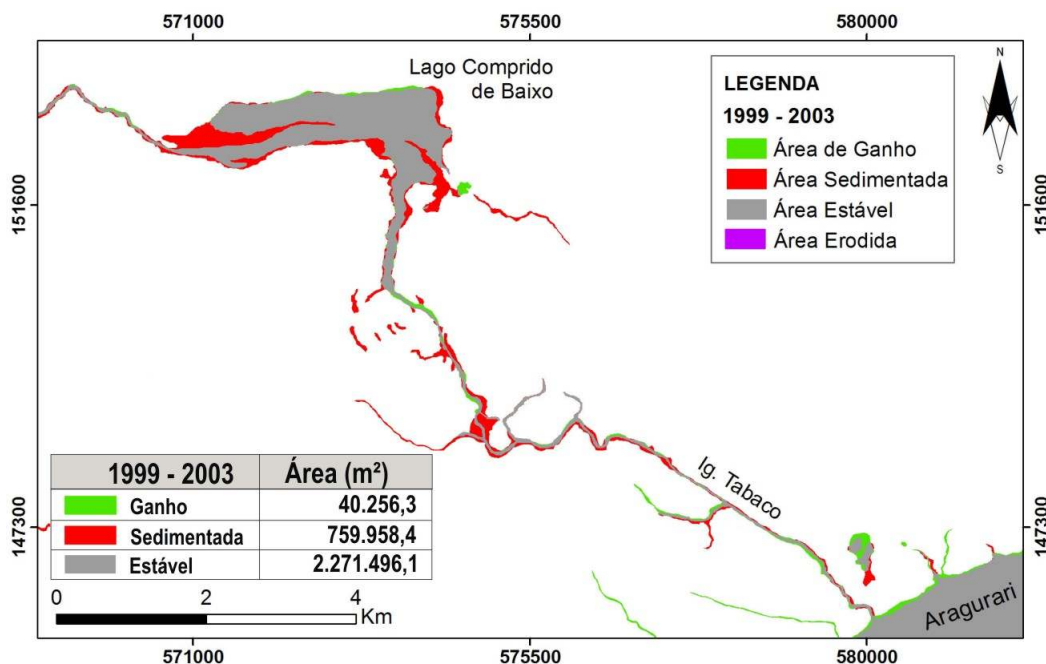 571000 575500 580000
Lago Comprido
de Baixo
LEGENDA
1999 - 2003
Área de Ganho
Área Sedimentada
Área Estável
Área Erodida
N
S
151600
151600
Ig. Tabaco
1999 - 2003 Área (m²)
Ganho 40.256,3
Sedimentada 759.958,4
Estável 2.271.496,1
147300
147300
Aragurari
0 2 4
Km
571000 575500 580000